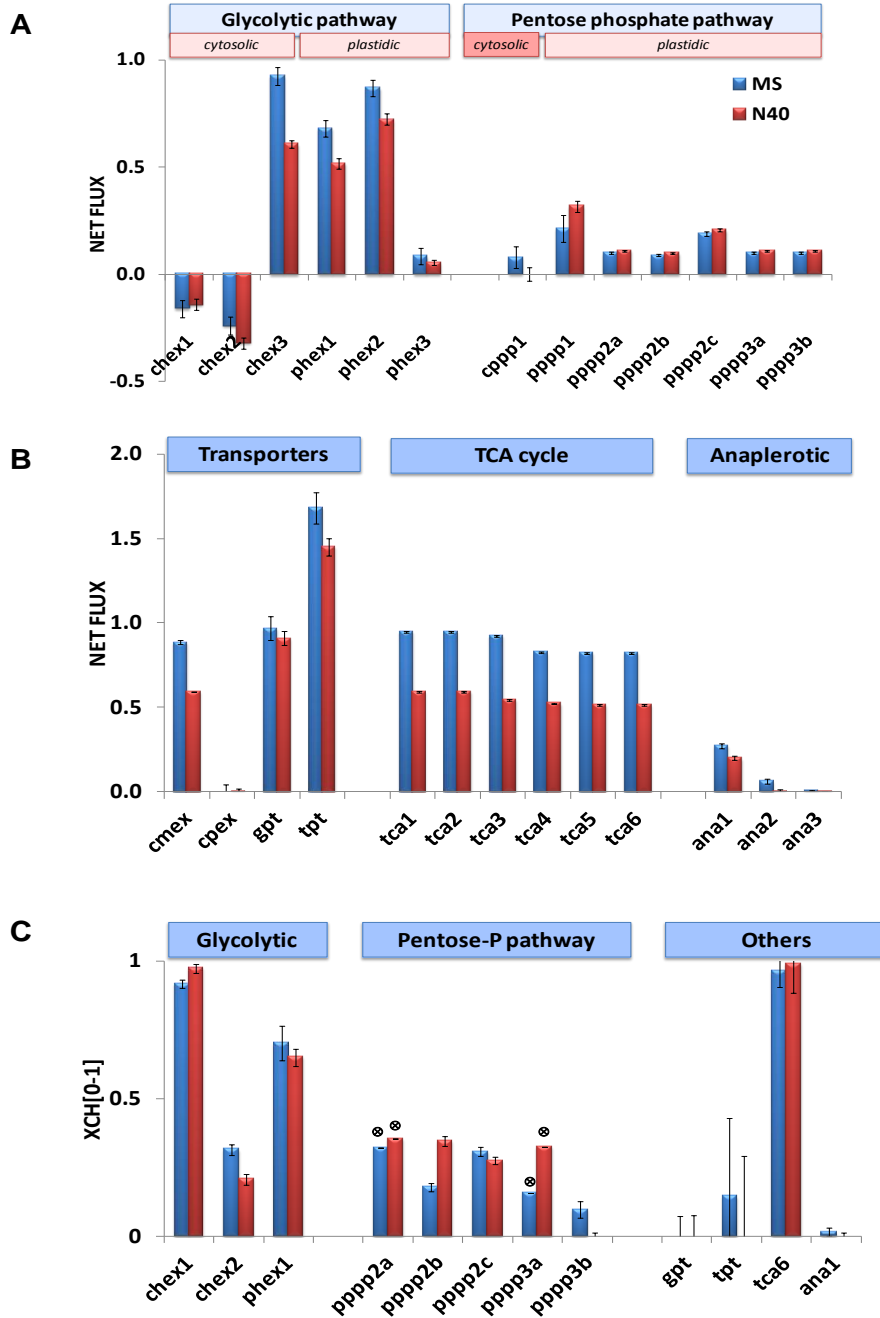 A
Glycolytic pathway
Pentose phosphate pathway
cytosolic
plastidic
cytosolic
plastidic
MS
N40
NET FLUX
1.0
0.5
0.0
-0.5
chex1
chex2
chex3
phex1
phex2
phex3
cppp1
pppp1
pppp2a
pppp2b
pppp2c
pppp3a
pppp3b
B
Transporters
TCA cycle
Anaplerotic
NET FLUX
2.0
1.5
1.0
0.5
0.0
cmex
cpex
gpt
tpt
tca1
tca2
tca3
tca4
tca5
tca6
ana1
ana2
ana3
C
Glycolytic
Pentose-P pathway
Others
XCH[0-1]
1
0.5
0
chex1
chex2
phex1
pppp2a
pppp2b
pppp2c
pppp3a
pppp3b
gpt
tpt
tca6
ana1